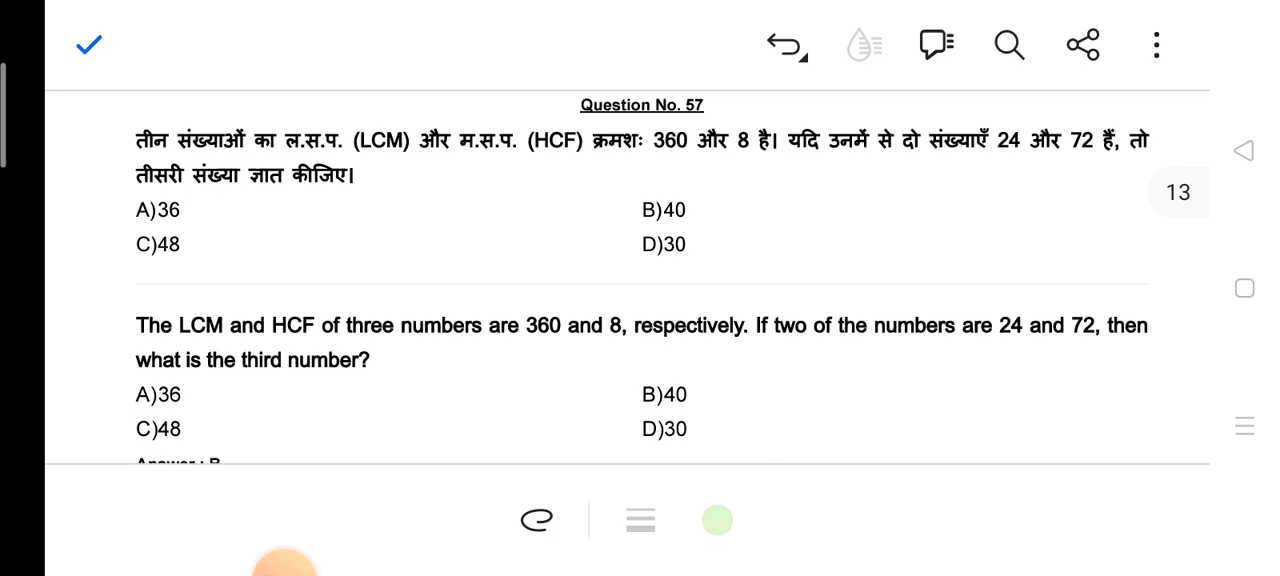 Question No. 57
तीन संख्याओं का ल.स.प. (LCM) और म.स.प. (HCF) क्रमशः 360 और 8 है। यदि उनमें से दो संख्याएँ 24 और 72 हैं, तो
तीसरी संख्या ज्ञात कीजिए।
13
A)36 B)40
C)48 D)30
The LCM and HCF of three numbers are 360 and 8, respectively. If two of the numbers are 24 and 72, then
what is the third number?
A)36 B)40
C)48 D)30
Answer : B